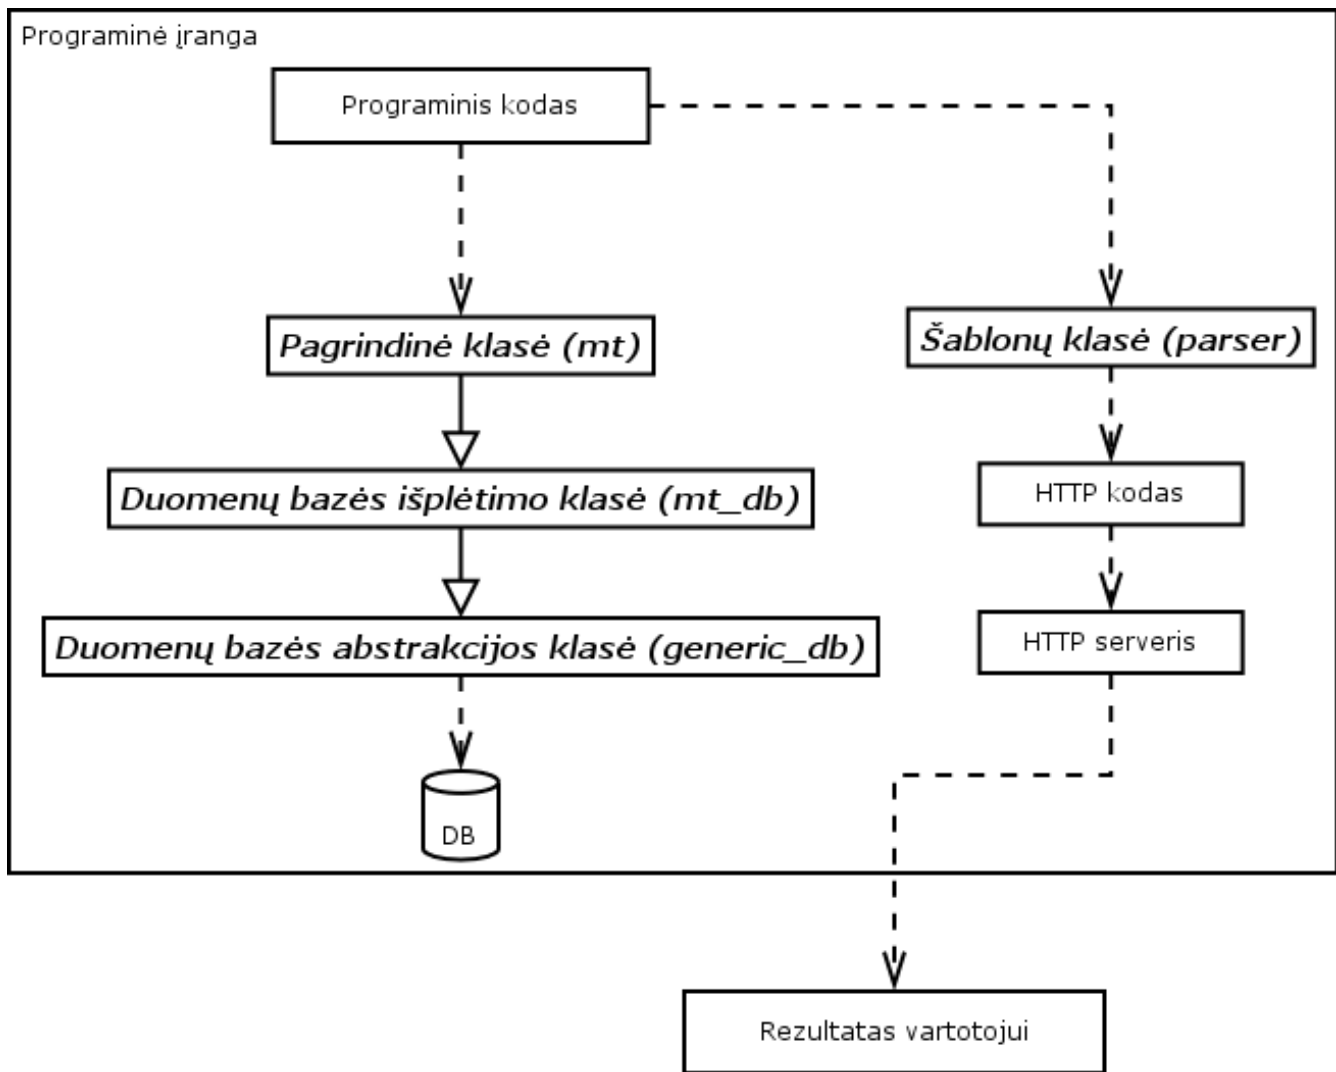 Programinė įranga
Programinis kodas
Pagrindinė klasė (mt)
Šablonų klasė (parser)
Duomenų bazės išplėtimo klasė (mt_db)
HTTP kodas
Duomenų bazės abstrakcijos klasė (generic_db)
HTTP serveris
DB
Rezultatas vartotojui